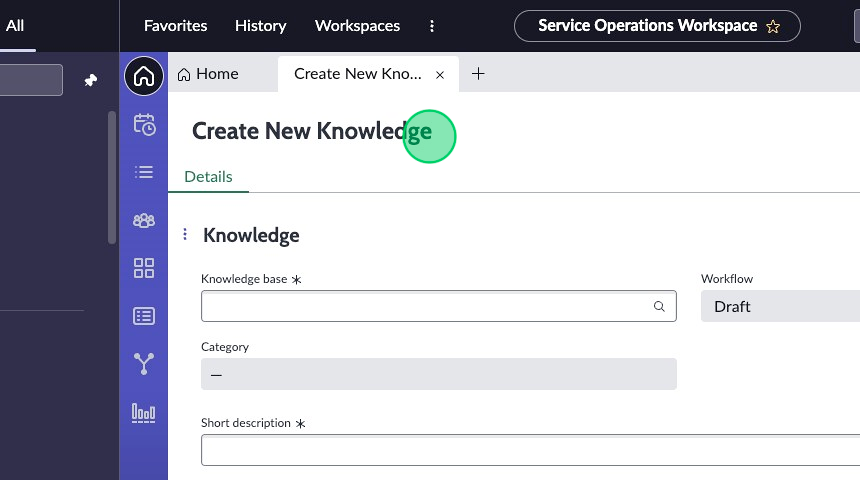 All Favorites History Workspaces Service Operations Workspace
Home Create New Kno...
Create New Knowledge
Details
Knowledge
Knowledge base *
Workflow
Draft
Category
—
Short description *